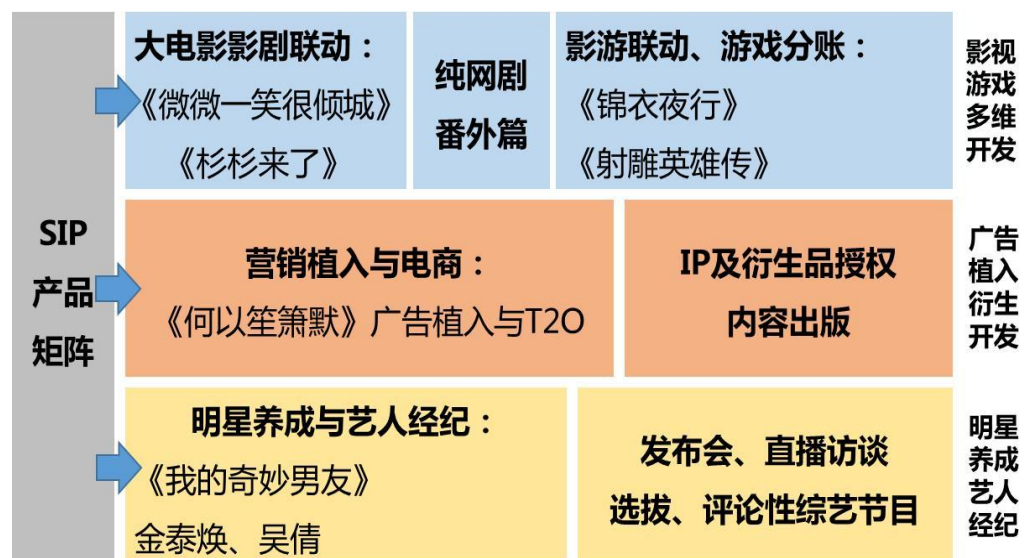 SIP
产品
矩阵
大电影影剧联动：
《微微一笑很倾城》
《杉杉来了》
纯网剧
番外篇
影游联动、游戏分账：
《锦衣夜行》
《射雕英雄传》
影视
游戏
多维
开发
营销植入与电商：
《何以笙箫默》广告植入与T2O
IP及衍生品授权
内容出版
广告
植入
衍生
开发
明星养成与艺人经纪：
《我的奇妙男友》
金泰焕、吴倩
发布会、直播访谈
选拔、评论性综艺节目
明星
养成
艺人
经纪